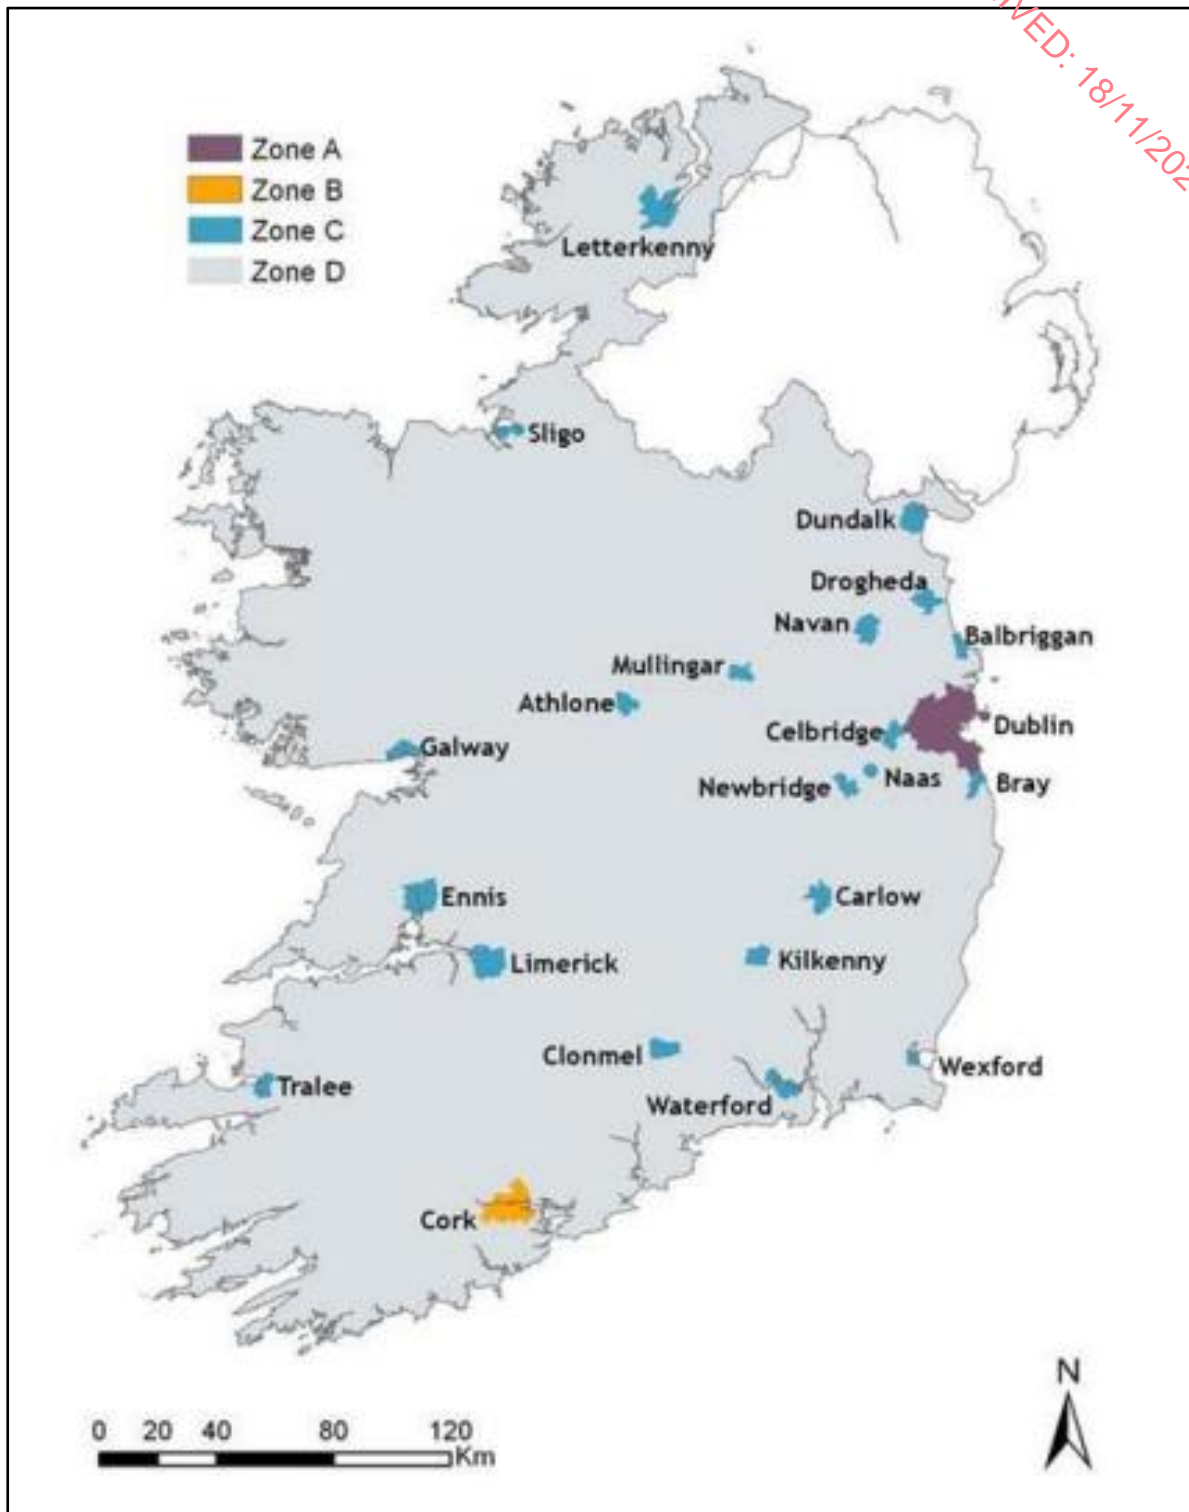 18/11/202
Zone A
Zone B
Zone C
Zone D
Letterkenny
Sligo
Dundalk
Drogheda
Navan
Balbriggan
Mullingar
Athlone
Dublin
Celbridge
Galway
Naas
Bray
Newbridge
Ennis
Carlow
Limerick
Kilkenny
Clonmel
Wexford
Tralee
Waterford
Cork
N
0 20 40 80 120
Km